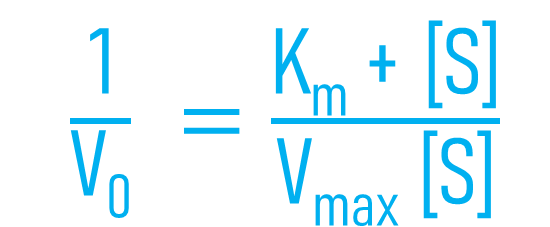 1/V₀ = (Kₘ + [S]) / (Vmax [S])